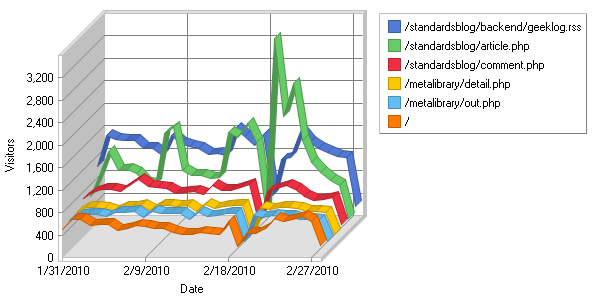 /standardsblog/backend/geeklog.rss
/standardsblog/article.php
/standardsblog/comment.php
/metalibrary/detail.php
/metalibrary/out.php
/
3,200
2,800
2,400
2,000
1,600
1,200
800
400
0
Visitors
1/31/2010 2/9/2010 2/18/2010 2/27/2010
Date